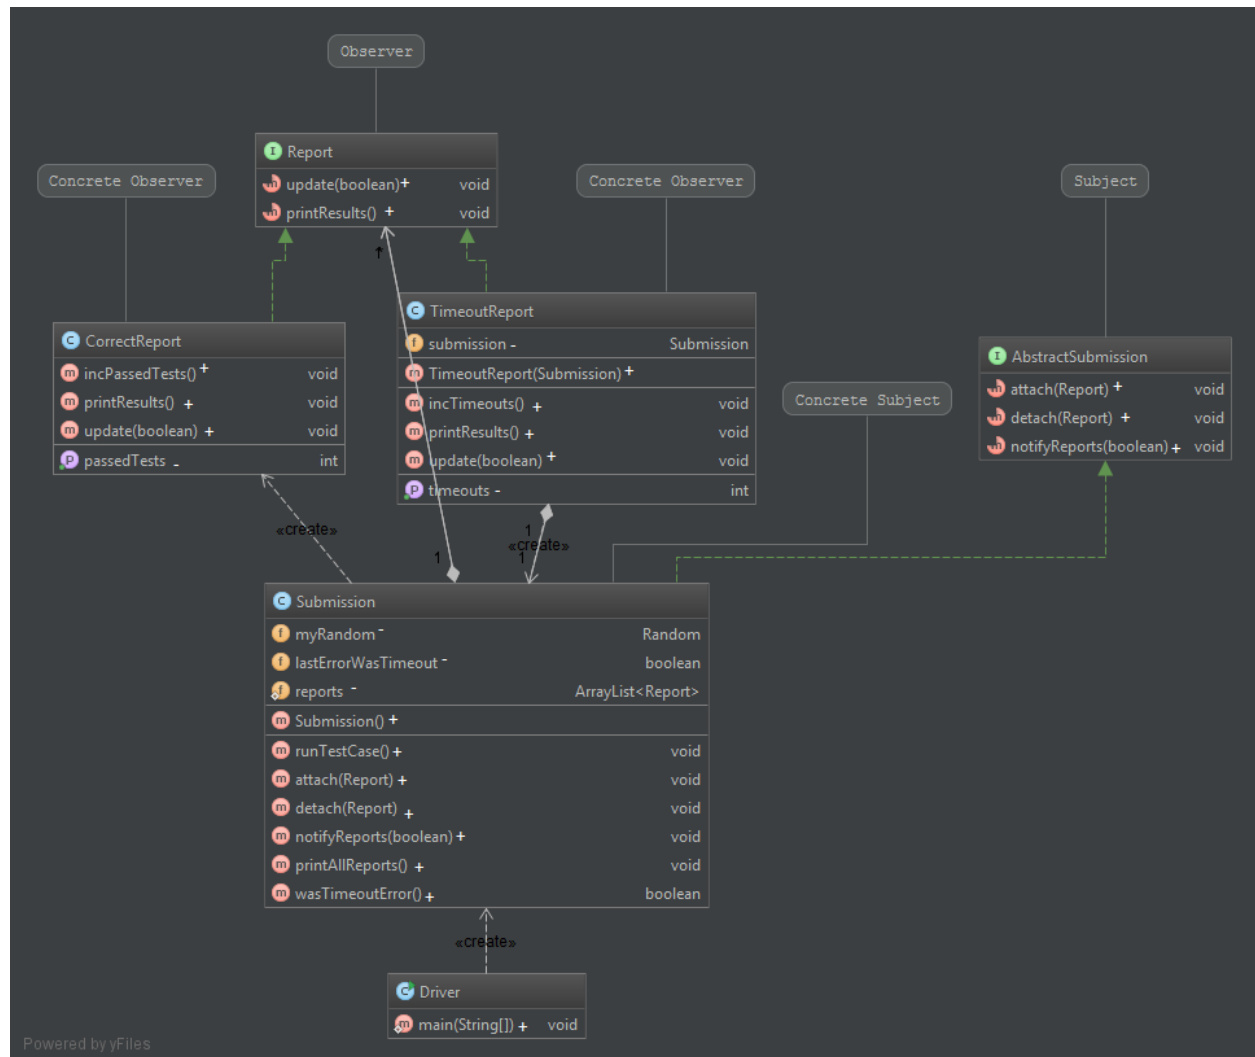 Observer
Report
update(boolean)+ void
printResults() + void
Concrete Observer
Concrete Observer
Subject
TimeoutReport
submission - Submission
TimeoutReport(Submission)+
incTimeouts() + void
printResults() + void
update(boolean) + void
timeouts - int
CorrectReport
incPassedTests() + void
printResults() + void
update(boolean) + void
passedTests - int
AbstractSubmission
attach(Report) + void
detach(Report) + void
notifyReports(boolean) + void
Concrete Subject
«create»
1
1
«create»
1
Submission
myRandom - Random
lastErrorWasTimeout - boolean
reports - ArrayList<Report>
Submission() +
runTestCase() + void
attach(Report) + void
detach(Report) + void
notifyReports(boolean) + void
printAllReports() + void
wasTimeoutError() + boolean
«create»
Driver
main(String[]) + void
Powered by yFiles